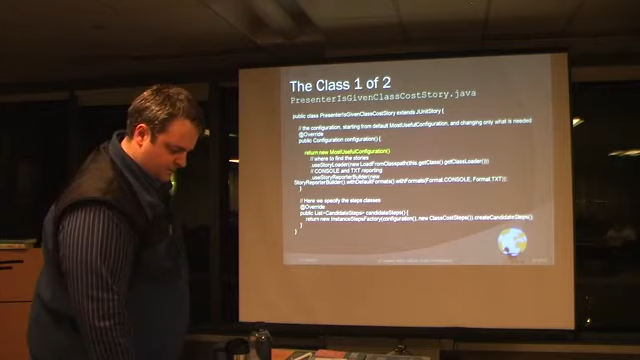 The Class 1 of 2
PresenterIsGivenClassCostStory.java
public class PresenterIsGivenClassCostStory extends JUnitStory {
// the configuration, starting from default MostUsefulConfiguration, and changing only what is needed
@Override
public Configuration configuration() {
return new MostUsefulConfiguration()
// where to find the stories
.useStoryLoader(new LoadFromClasspath(this.getClass().getClassLoader()))
// CONSOLE and TXT reporting
.useStoryReporterBuilder(new
StoryReporterBuilder().withDefaultFormats().withFormats(Format.CONSOLE, Format.TXT));
}
// Here we specify the steps classes
@Override
public List<CandidateSteps> candidateSteps() {
return new InstanceStepsFactory(configuration(), new ClassCostSteps()).createCandidateSteps();
}
}